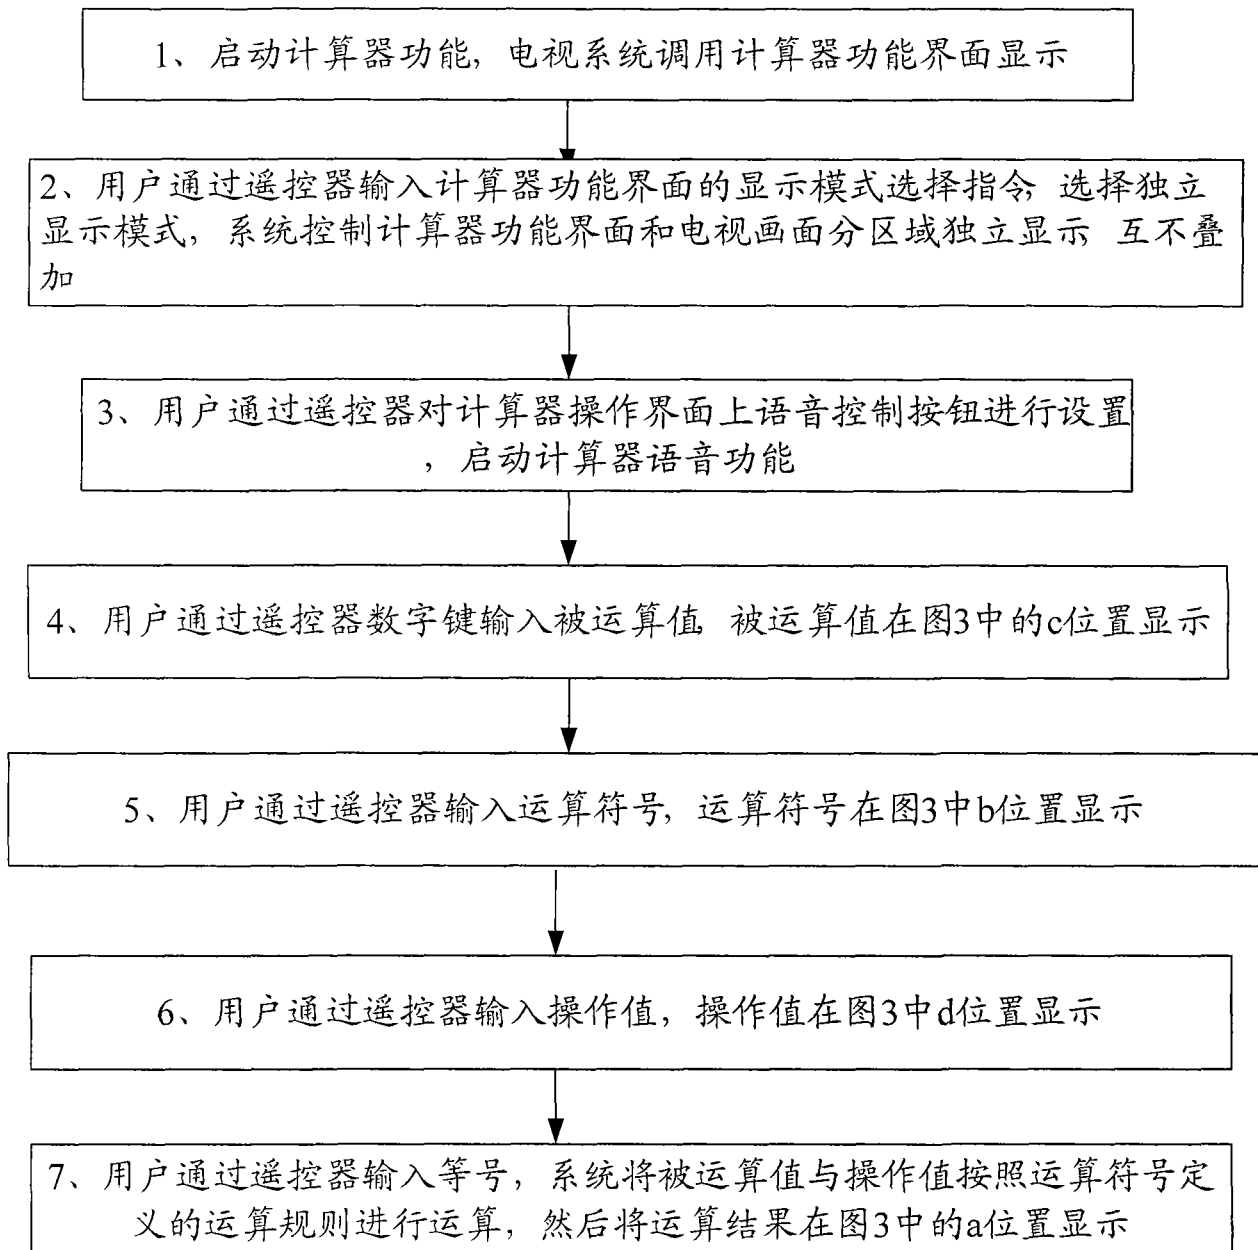 1、启动计算器功能，电视系统调用计算器功能界面显示
2、用户通过遥控器输入计算器功能界面的显示模式选择指令，选择独立
显示模式，系统控制计算器功能界面和电视画面分区域独立显示，互不叠
加
3、用户通过遥控器对计算器操作界面上语音控制按钮进行设置
，启动计算器语音功能
4、用户通过遥控器数字键输入被运算值，被运算值在图3中的c位置显示
5、用户通过遥控器输入运算符号，运算符号在图3中b位置显示
6、用户通过遥控器输入操作值，操作值在图3中d位置显示
7、用户通过遥控器输入等号，系统将被运算值与操作值按照运算符号定
义的运算规则进行运算，然后将运算结果在图3中的a位置显示